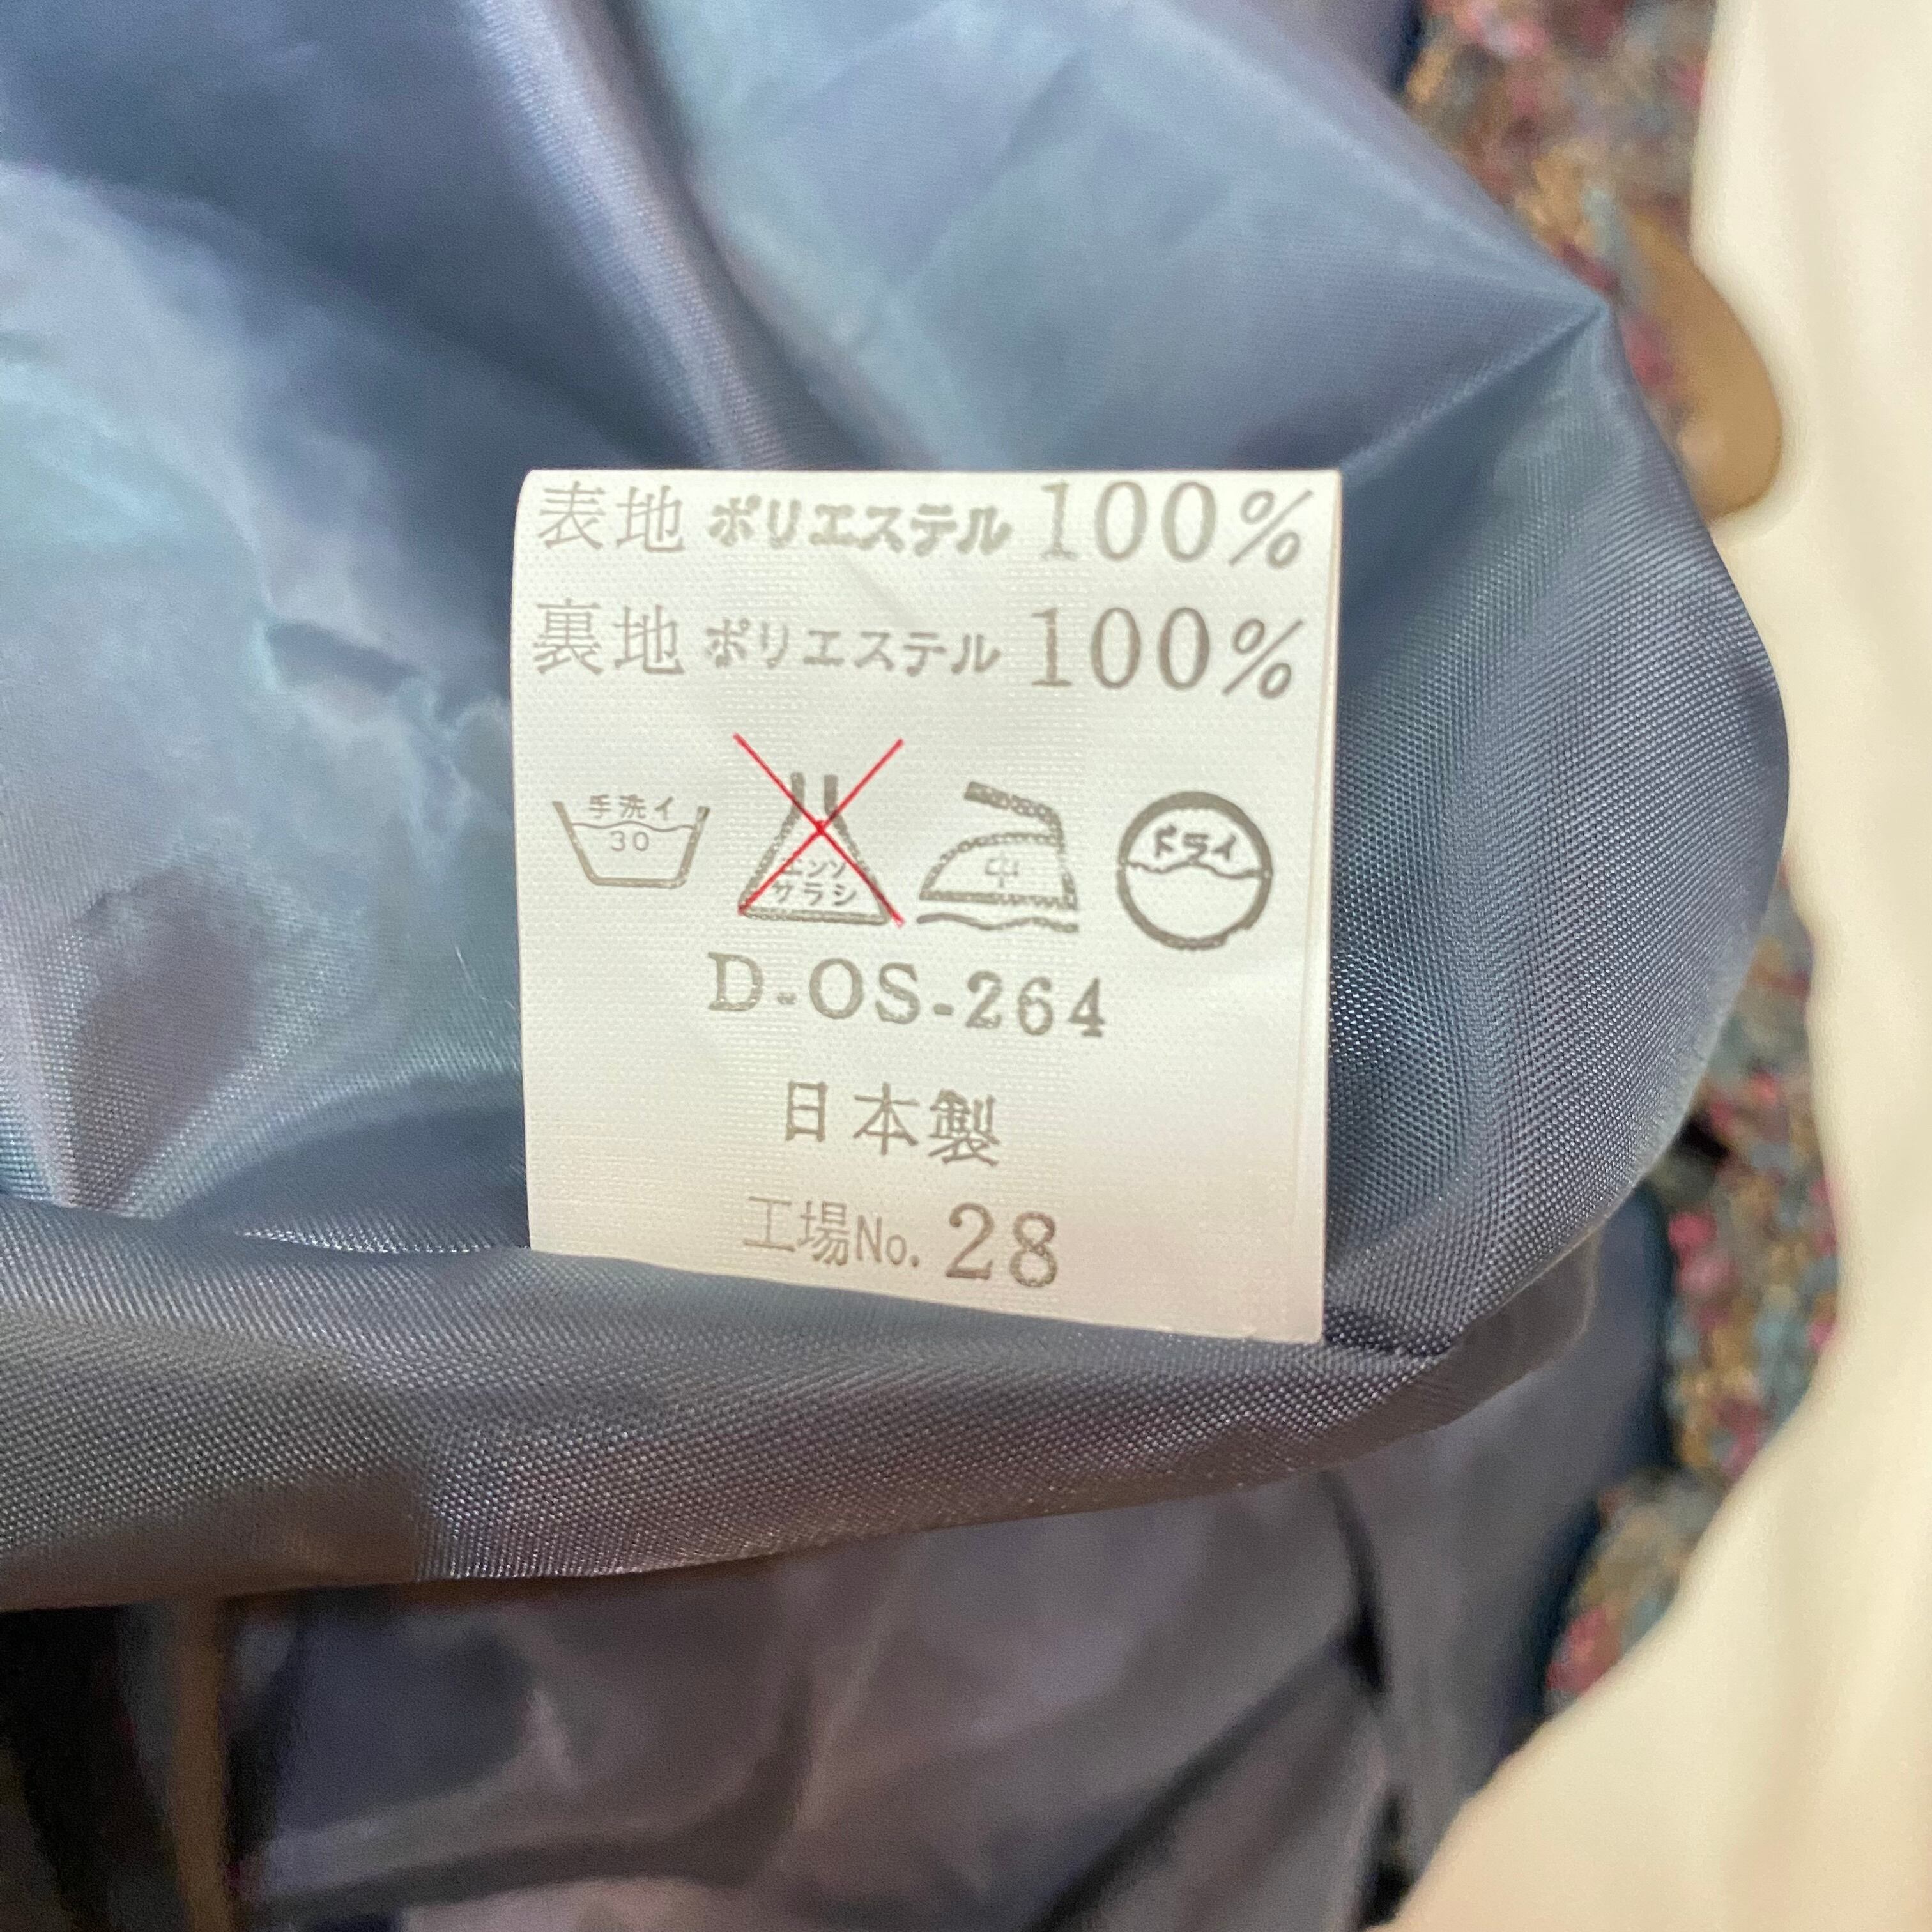 表地 ポリエステル 100%
裏地 ポリエステル 100%
手洗イ
30
エンソ
サラシ
中
ドライ
D-OS-264
日本製
工場No. 28